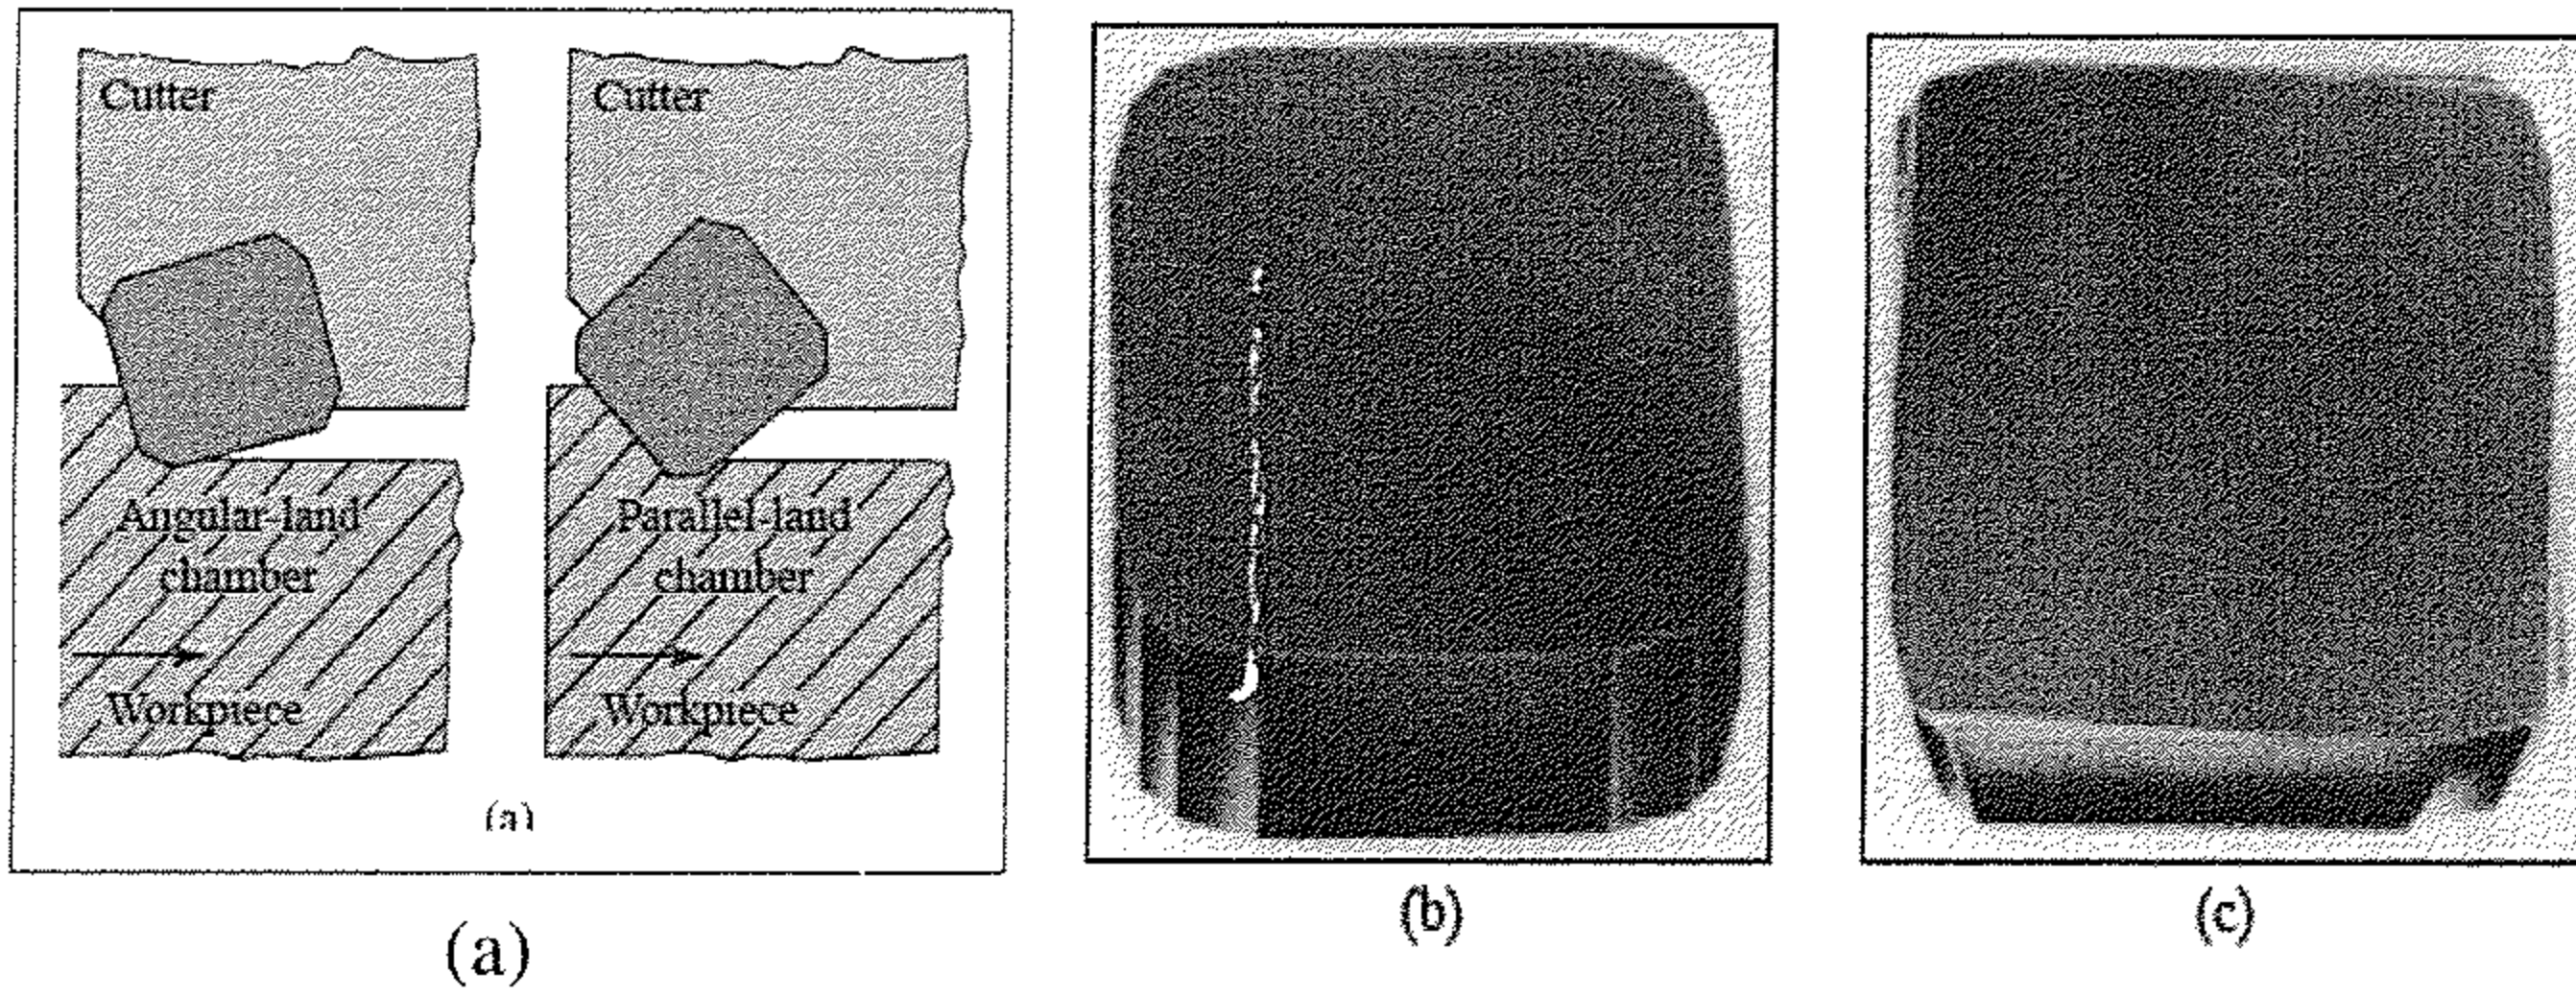 Cutter
Angular-land
chamber
Workpiece
Cutter
Parallel-land
chamber
Workpiece
(a)
(a)
(b)
(c)